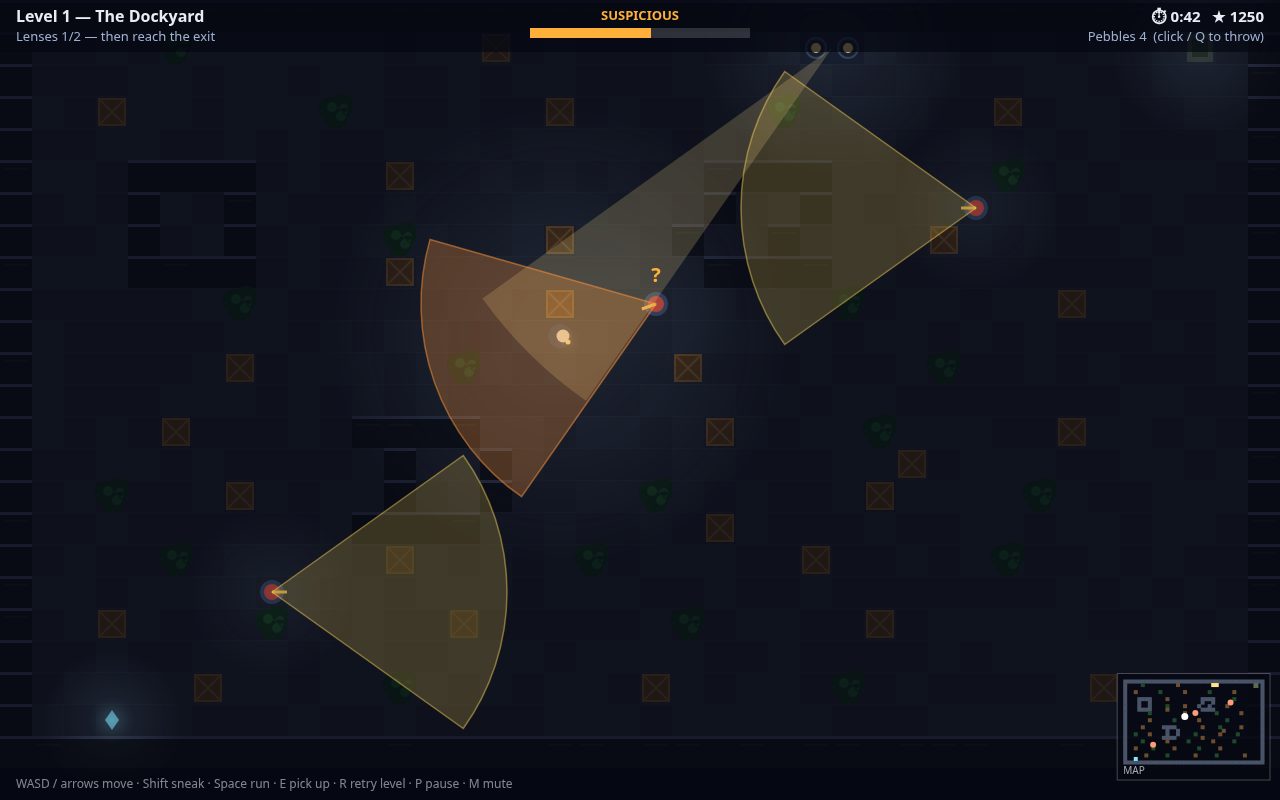 Level 1 — The Dockyard
Lenses 1/2 — then reach the exit
SUSPICIOUS
⏱ 0:42 ★ 1250
Pebbles 4 (click / Q to throw)
?
MAP
WASD / arrows move · Shift sneak · Space run · E pick up · R retry level · P pause · M mute